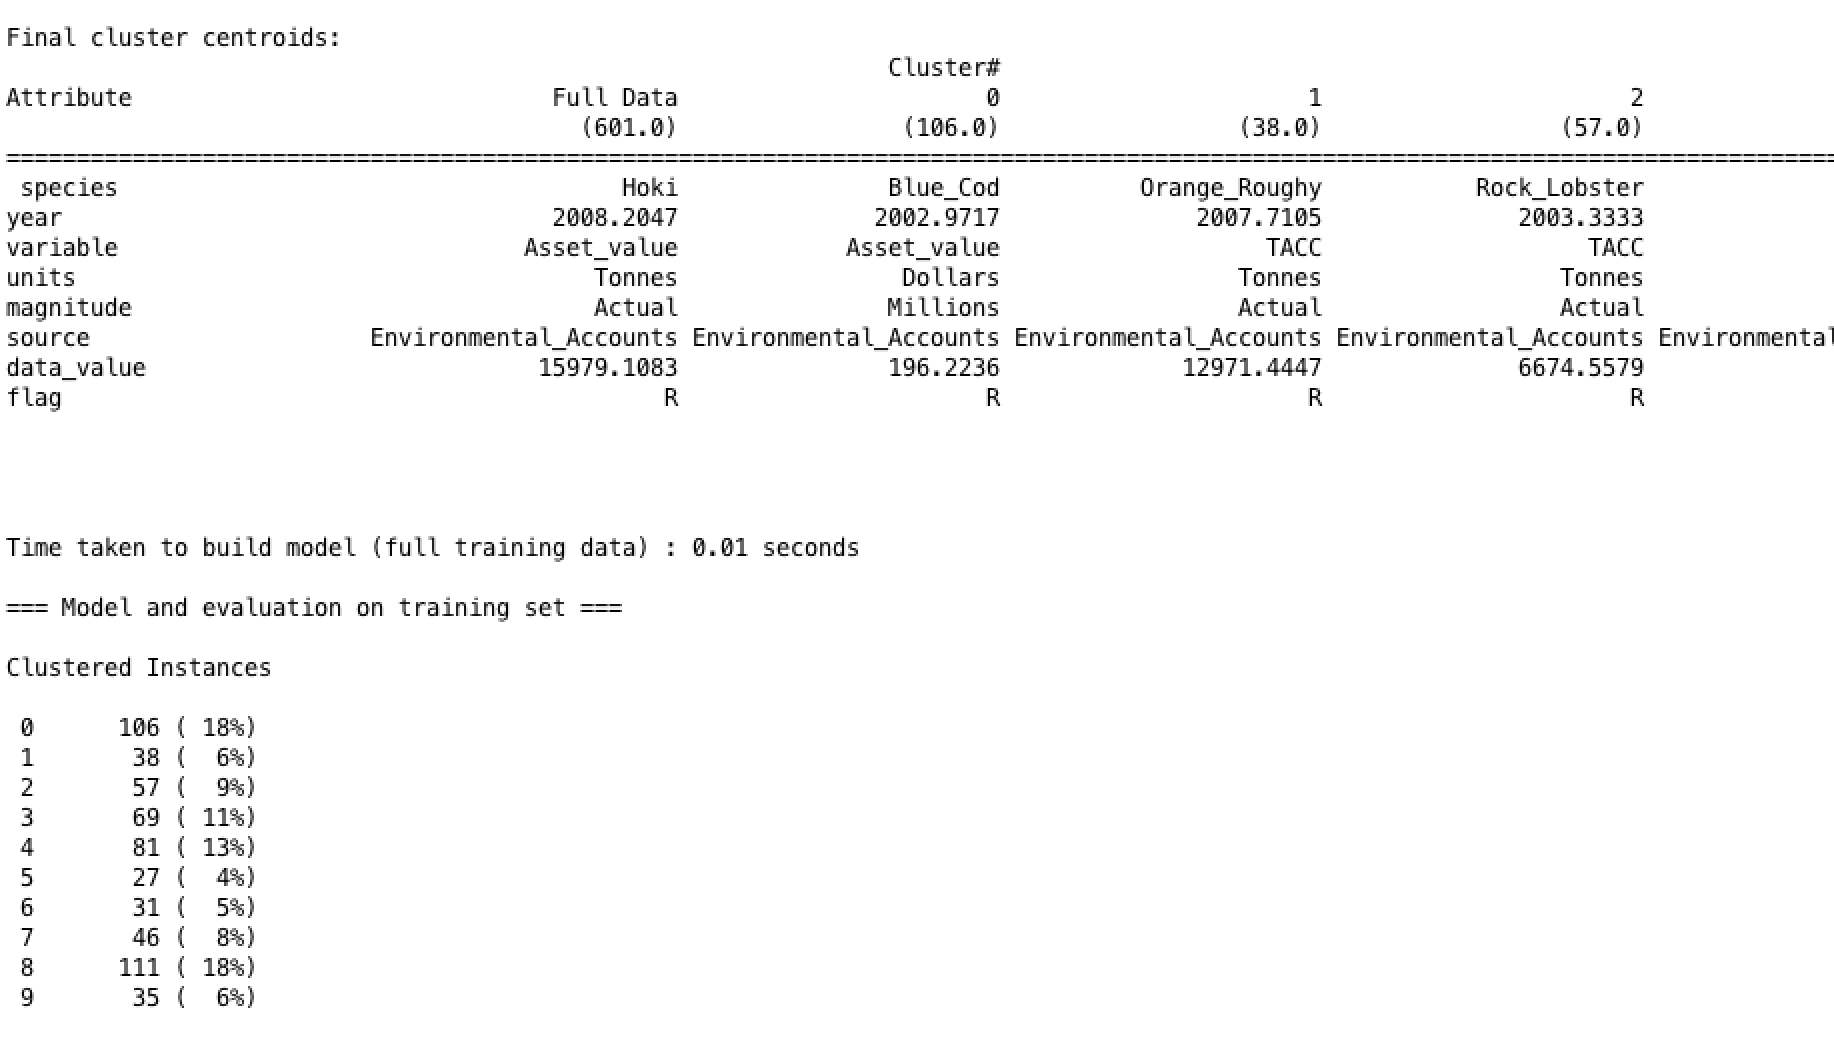 Final cluster centroids:
Cluster#
Attribute Full Data 0 1 2
(601.0) (106.0) (38.0) (57.0)
================================================================
species Hoki Blue_Cod Orange_Roughy Rock_Lobster
year 2008.2047 2002.9717 2007.7105 2003.3333
variable Asset_value Asset_value TACC TACC
units Tonnes Dollars Tonnes Tonnes
magnitude Actual Millions Actual Actual
source Environmental_Accounts Environmental_Accounts Environmental_Accounts Environmental_Accounts Environmental
data_value 15979.1083 196.2236 12971.4447 6674.5579
flag R R R R
Time taken to build model (full training data) : 0.01 seconds
=== Model and evaluation on training set ===
Clustered Instances
0 106 ( 18%)
1 38 ( 6%)
2 57 ( 9%)
3 69 ( 11%)
4 81 ( 13%)
5 27 ( 4%)
6 31 ( 5%)
7 46 ( 8%)
8 111 ( 18%)
9 35 ( 6%)